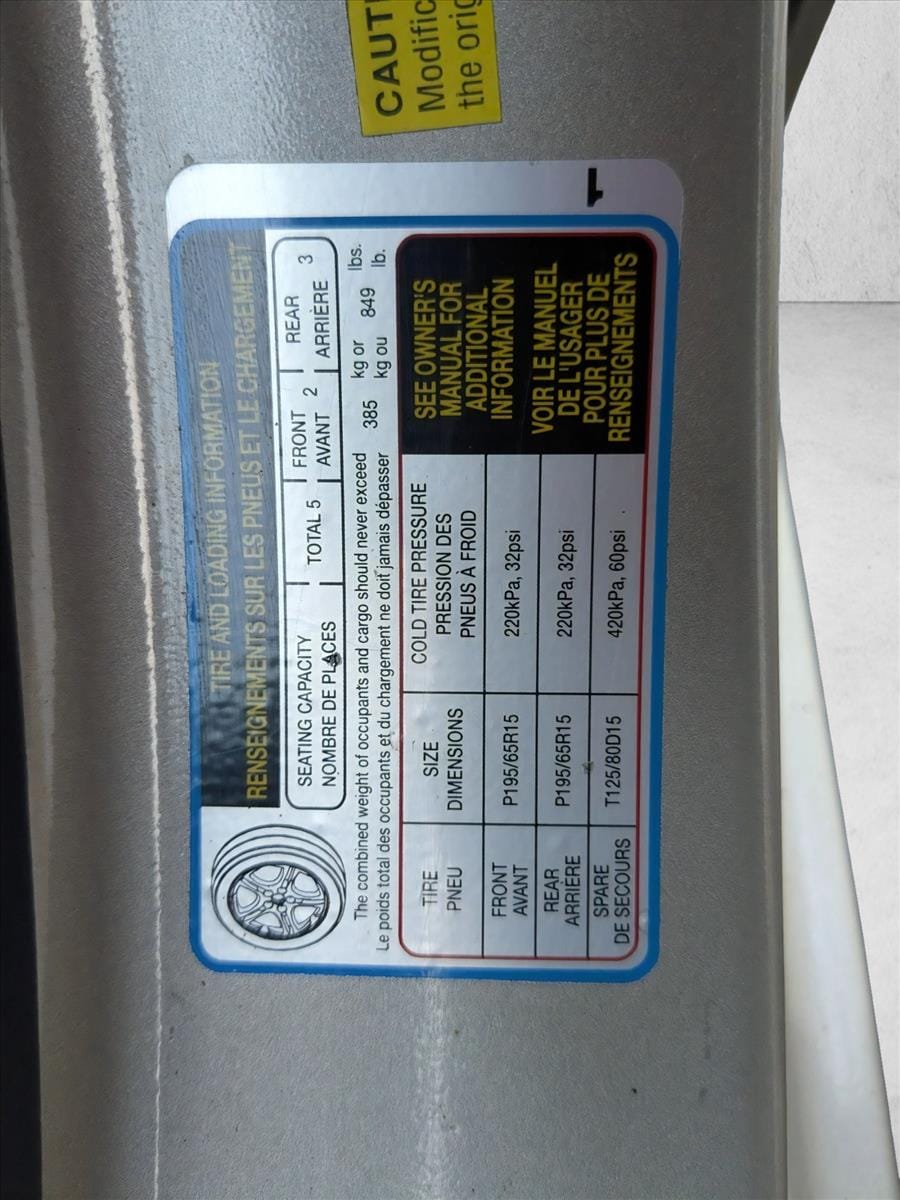 CAUTI
Modific
the orig
1
TIRE AND LOADING INFORMATION
RENSEIGNEMENTS SUR LES PNEUS ET LE CHARGEMENT
SEATING CAPACITY TOTAL 5 FRONT 2 REAR 3
NOMBRE DE PLACES AVANT ARRIÈRE
The combined weight of occupants and cargo should never exceed 385 kg or 849 lbs.
Le poids total des occupants et du chargement ne doit jamais dépasser kg ou lb.
TIRE SIZE COLD TIRE PRESSURE
PNEU DIMENSIONS PRESSION DES
PNEUS À FROID
FRONT P195/65R15 220kPa, 32psi
AVANT
REAR P195/65R15 220kPa, 32psi
ARRIÈRE
SPARE T125/80D15 420kPa, 60psi
DE SECOURS
SEE OWNER'S
MANUAL FOR
ADDITIONAL
INFORMATION
VOIR LE MANUEL
DE L'USAGER
POUR PLUS DE
RENSEIGNEMENTS